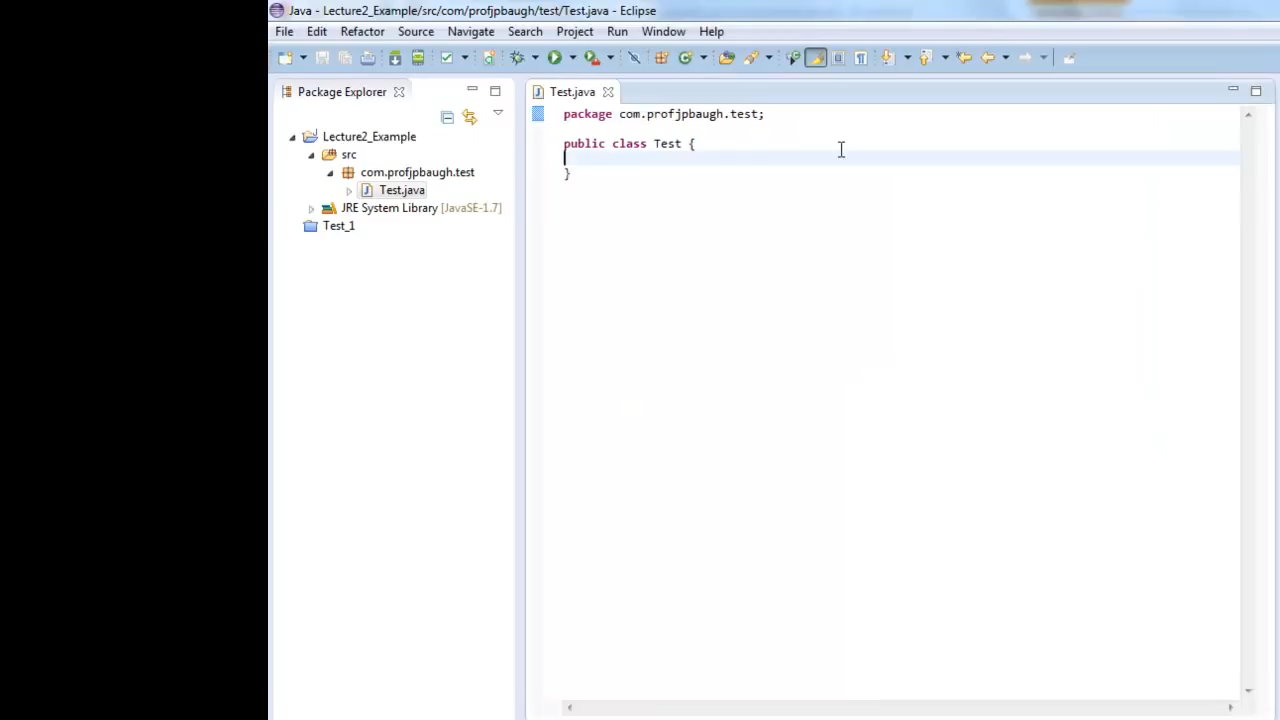 Java - Lecture2_Example/src/com/profjpbaugh/test/Test.java - Eclipse
File Edit Refactor Source Navigate Search Project Run Window Help
Package Explorer
Lecture2_Example
src
com.profjpbaugh.test
Test.java
JRE System Library [JavaSE-1.7]
Test_1
Test.java
package com.profjpbaugh.test;
public class Test {
}